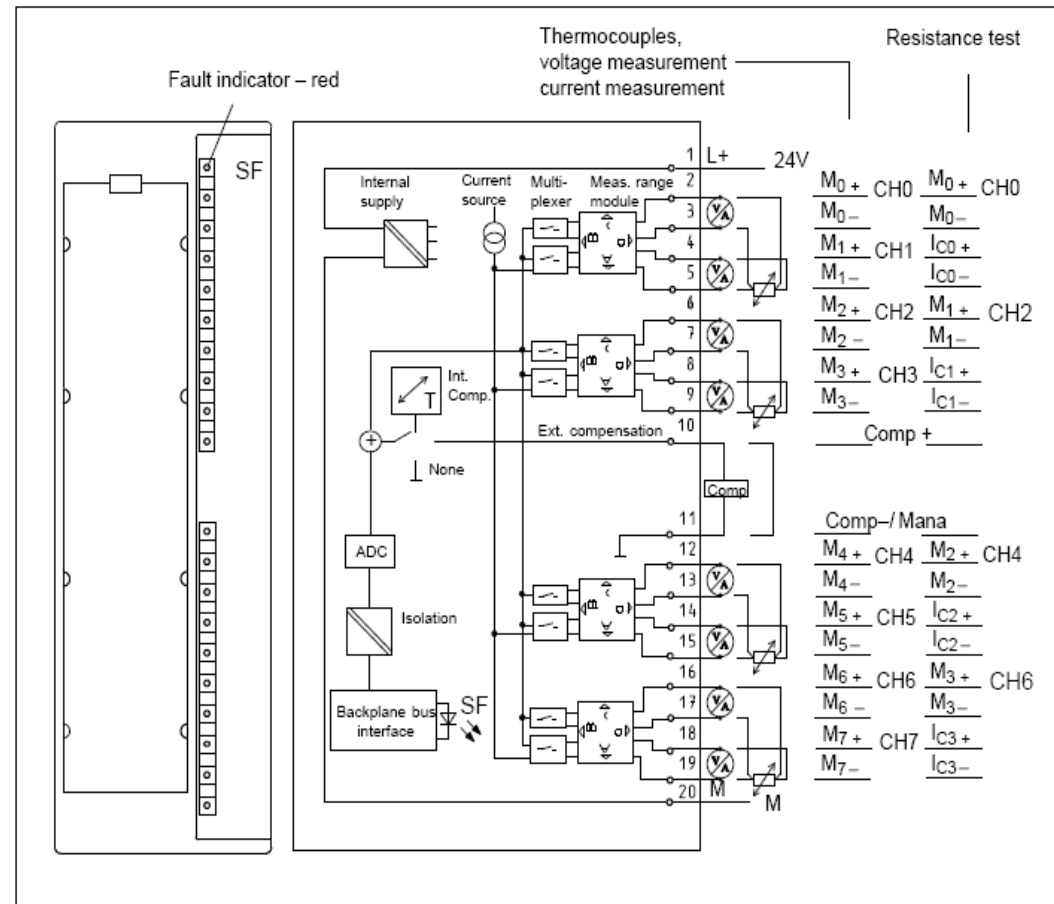 Thermocouples,
voltage measurement
current measurement
Resistance test
Fault indicator – red
SF
Internal
supply
Current
source
Multi-
plexer
Meas. range
module
1 L+ 24V
2
3
4
5
6
7
8
9
10
11
12
13
14
15
16
17
18
19
20 M
M
V/A
V/A
V/A
V/A
V/A
V/A
V/A
V/A
Int.
Comp.
T
+
Ext. compensation
None
Comp
ADC
Isolation
Backplane bus
interface
SF
M0 + CH0 M0 + CH0
M0 – M0 –
M1 + CH1 IC0 +
M1 – IC0 –
M2 + CH2 M1 + CH2
M2 – M1 –
M3 + CH3 IC1 +
M3 – IC1 –
Comp +
Comp–/ Mana
M4 + CH4 M2 + CH4
M4 – M2 –
M5 + CH5 IC2 +
M5 – IC2 –
M6 + CH6 M3 + CH6
M6 – M3 –
M7 + CH7 IC3 +
M7 – IC3 –